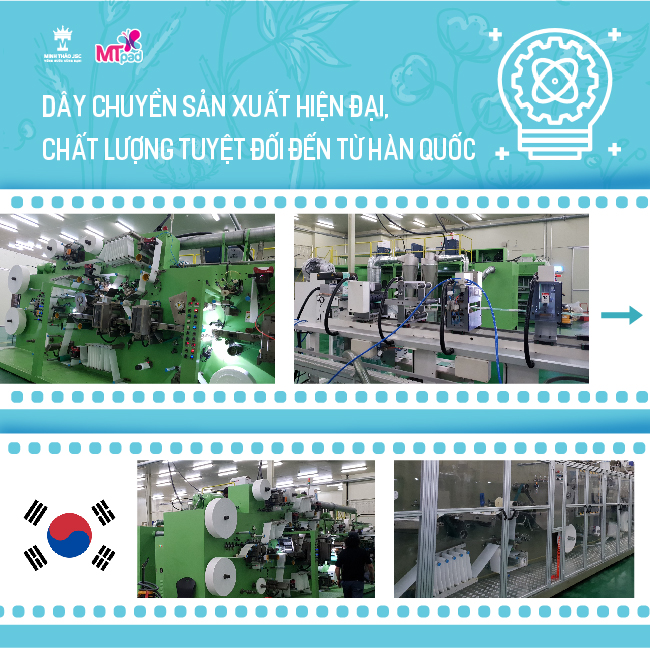 MINH THẢO JSC
MTpad
DÂY CHUYỀN SẢN XUẤT HIỆN ĐẠI,
CHẤT LƯỢNG TUYỆT ĐỐI ĐẾN TỪ HÀN QUỐC